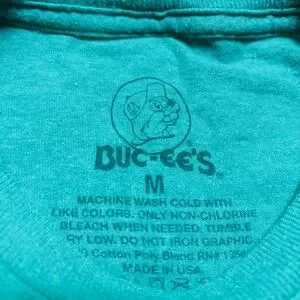 BUC-EE'S
M
MACHINE WASH COLD WITH
LIKE COLORS. ONLY NON-CHLORINE
BLEACH WHEN NEEDED. TUMBLE
RY LOW. DO NOT IRON GRAPHIC.
Cotton Poly Blend RN#
MADE IN USA.